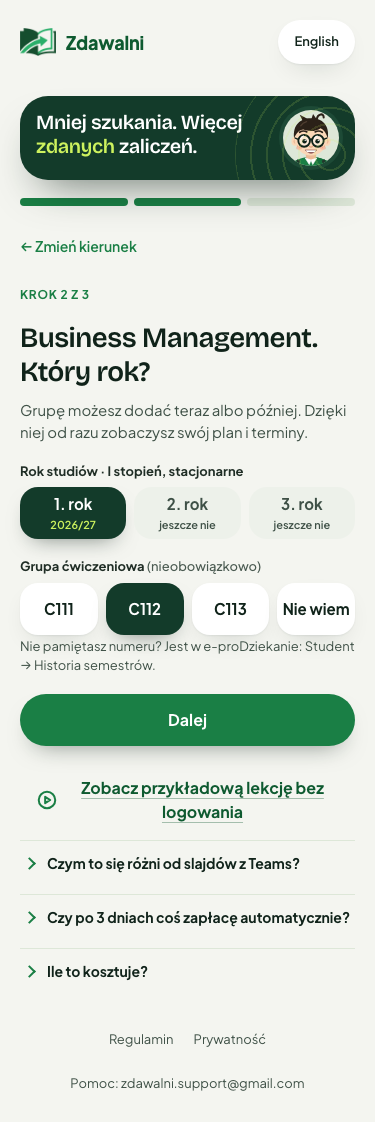 Zdawalni
English
Mniej szukania. Więcej
zdanych zaliczeń.
← Zmień kierunek
KROK 2 Z 3
Business Management.
Który rok?
Grupę możesz dodać teraz albo później. Dzięki
niej od razu zobaczysz swój plan i terminy.
Rok studiów · I stopień, stacjonarne
1. rok
2026/27
2. rok
jeszcze nie
3. rok
jeszcze nie
Grupa ćwiczeniowa (nieobowiązkowo)
C111
C112
C113
Nie wiem
Nie pamiętasz numeru? Jest w e-proDziekanie: Student
→ Historia semestrów.
Dalej
Zobacz przykładową lekcję bez
logowania
Czym to się różni od slajdów z Teams?
Czy po 3 dniach coś zapłacę automatycznie?
Ile to kosztuje?
Regulamin
Prywatność
Pomoc: zdawalni.support@gmail.com